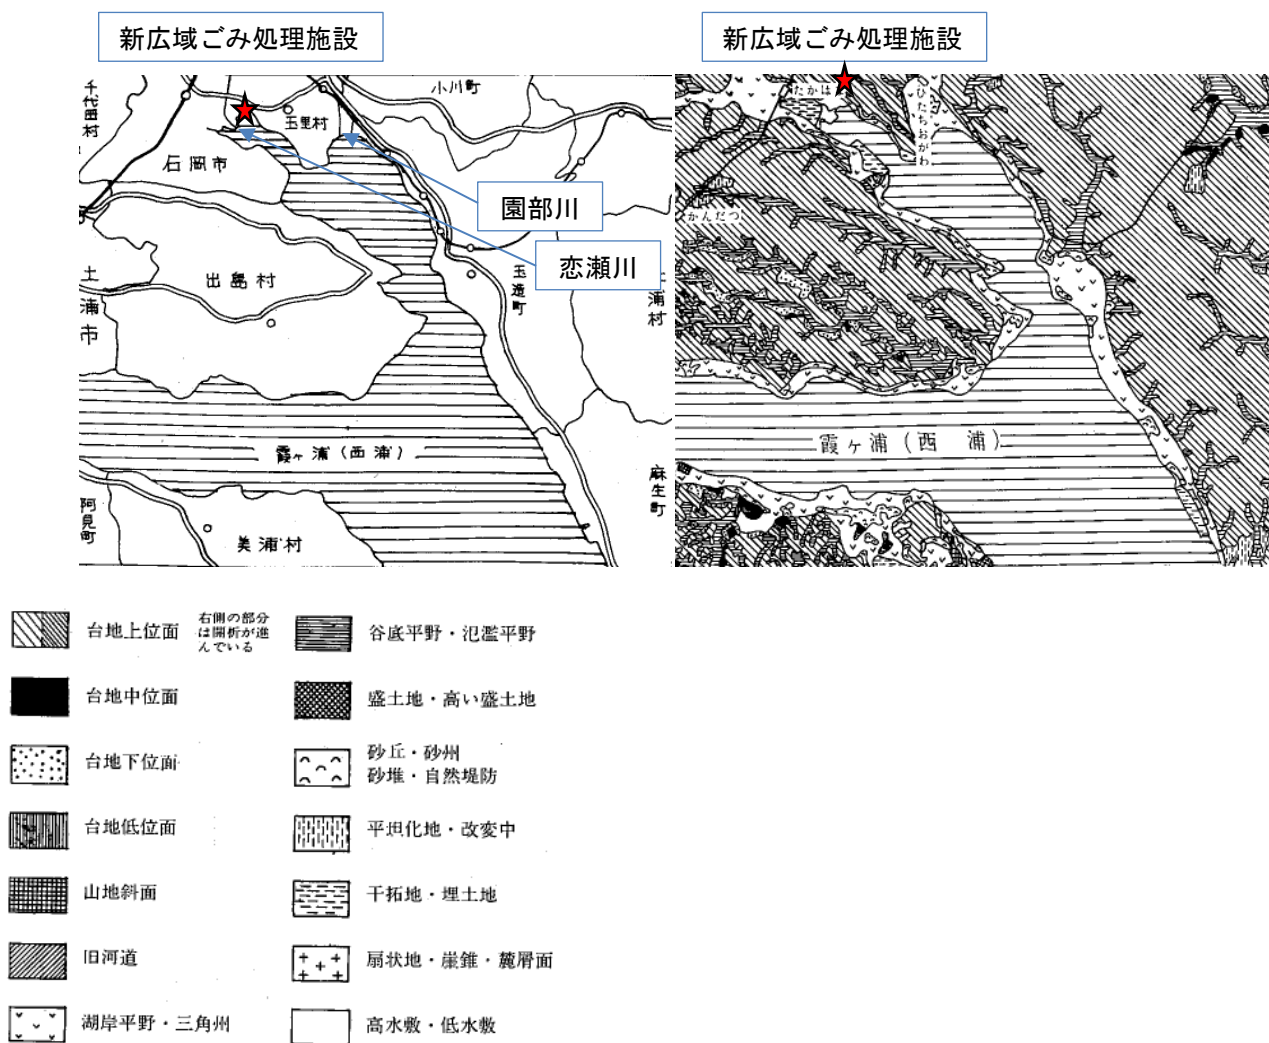 新広域ごみ処理施設
新広域ごみ処理施設
千代田村
小川町
玉里村
石岡市
園部川
恋瀬川
出島村
土浦市
玉造町
浦村
霞ヶ浦(西浦)
麻生町
阿見町
美浦村
たかは
ひたちおがわ
かんだつ
霞ヶ浦(西浦)
台地上位面
右側の部分
は開析が進
んでいる
谷底平野・氾濫平野
台地中位面
盛土地・高い盛土地
台地下位面
砂丘・砂州
砂堆・自然堤防
台地低位面
平坦化地・改変中
山地斜面
干拓地・埋土地
旧河道
扇状地・崖錐・麓屑面
湖岸平野・三角州
高水敷・低水敷